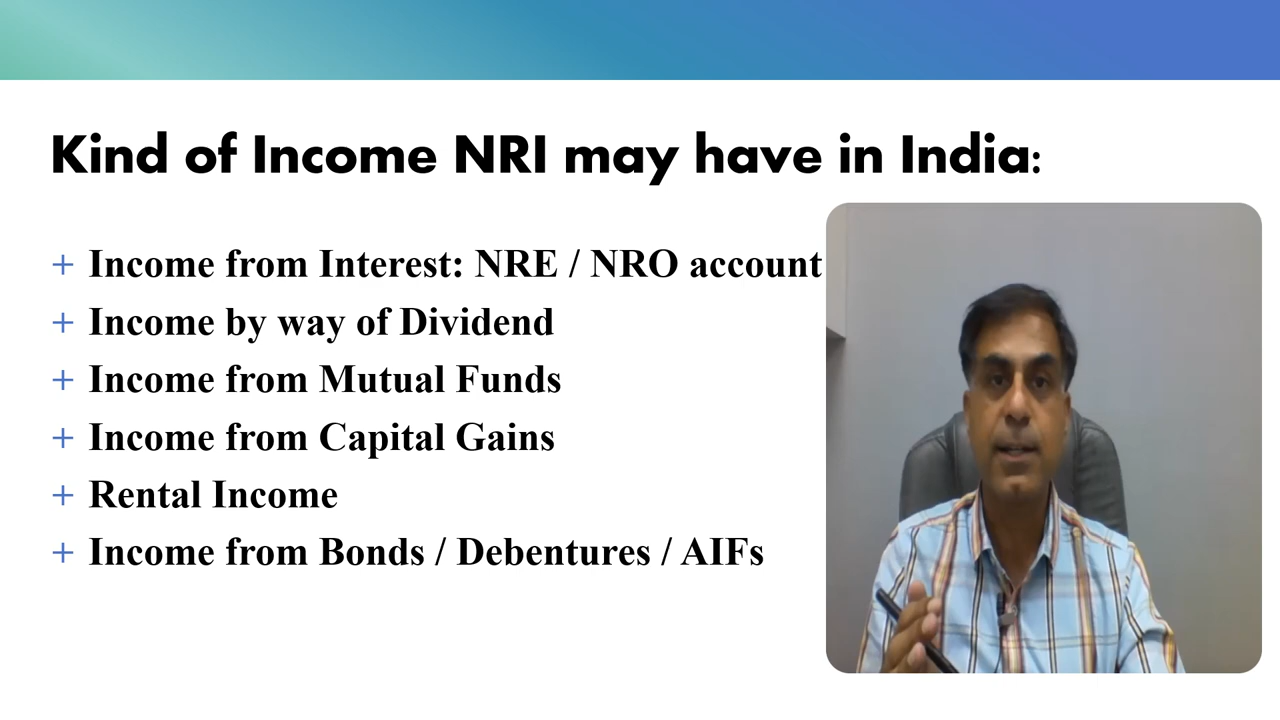 Kind of Income NRI may have in India:
+ Income from Interest: NRE / NRO account
+ Income by way of Dividend
+ Income from Mutual Funds
+ Income from Capital Gains
+ Rental Income
+ Income from Bonds / Debentures / AIFs